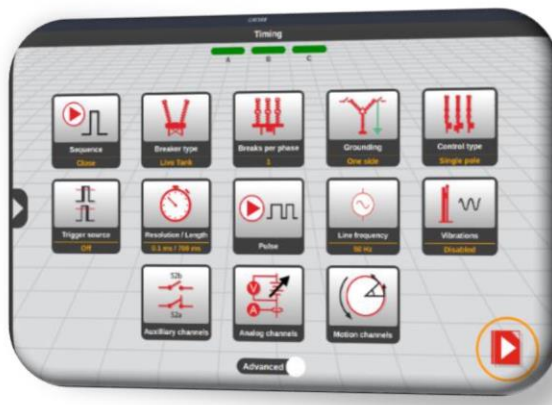 Timing
A B C
Sequence
Close
Breaker type
Live Tank
Breaks per phase
1
Grounding
One side
Control type
Single pole
Trigger source
Off
Resolution / Length
0.1 ms / 700 ms
Pulse
Line frequency
50 Hz
Vibrations
Disabled
52b
52a
Auxilliary channels
V
A
Analog channels
Motion channels
Advanced